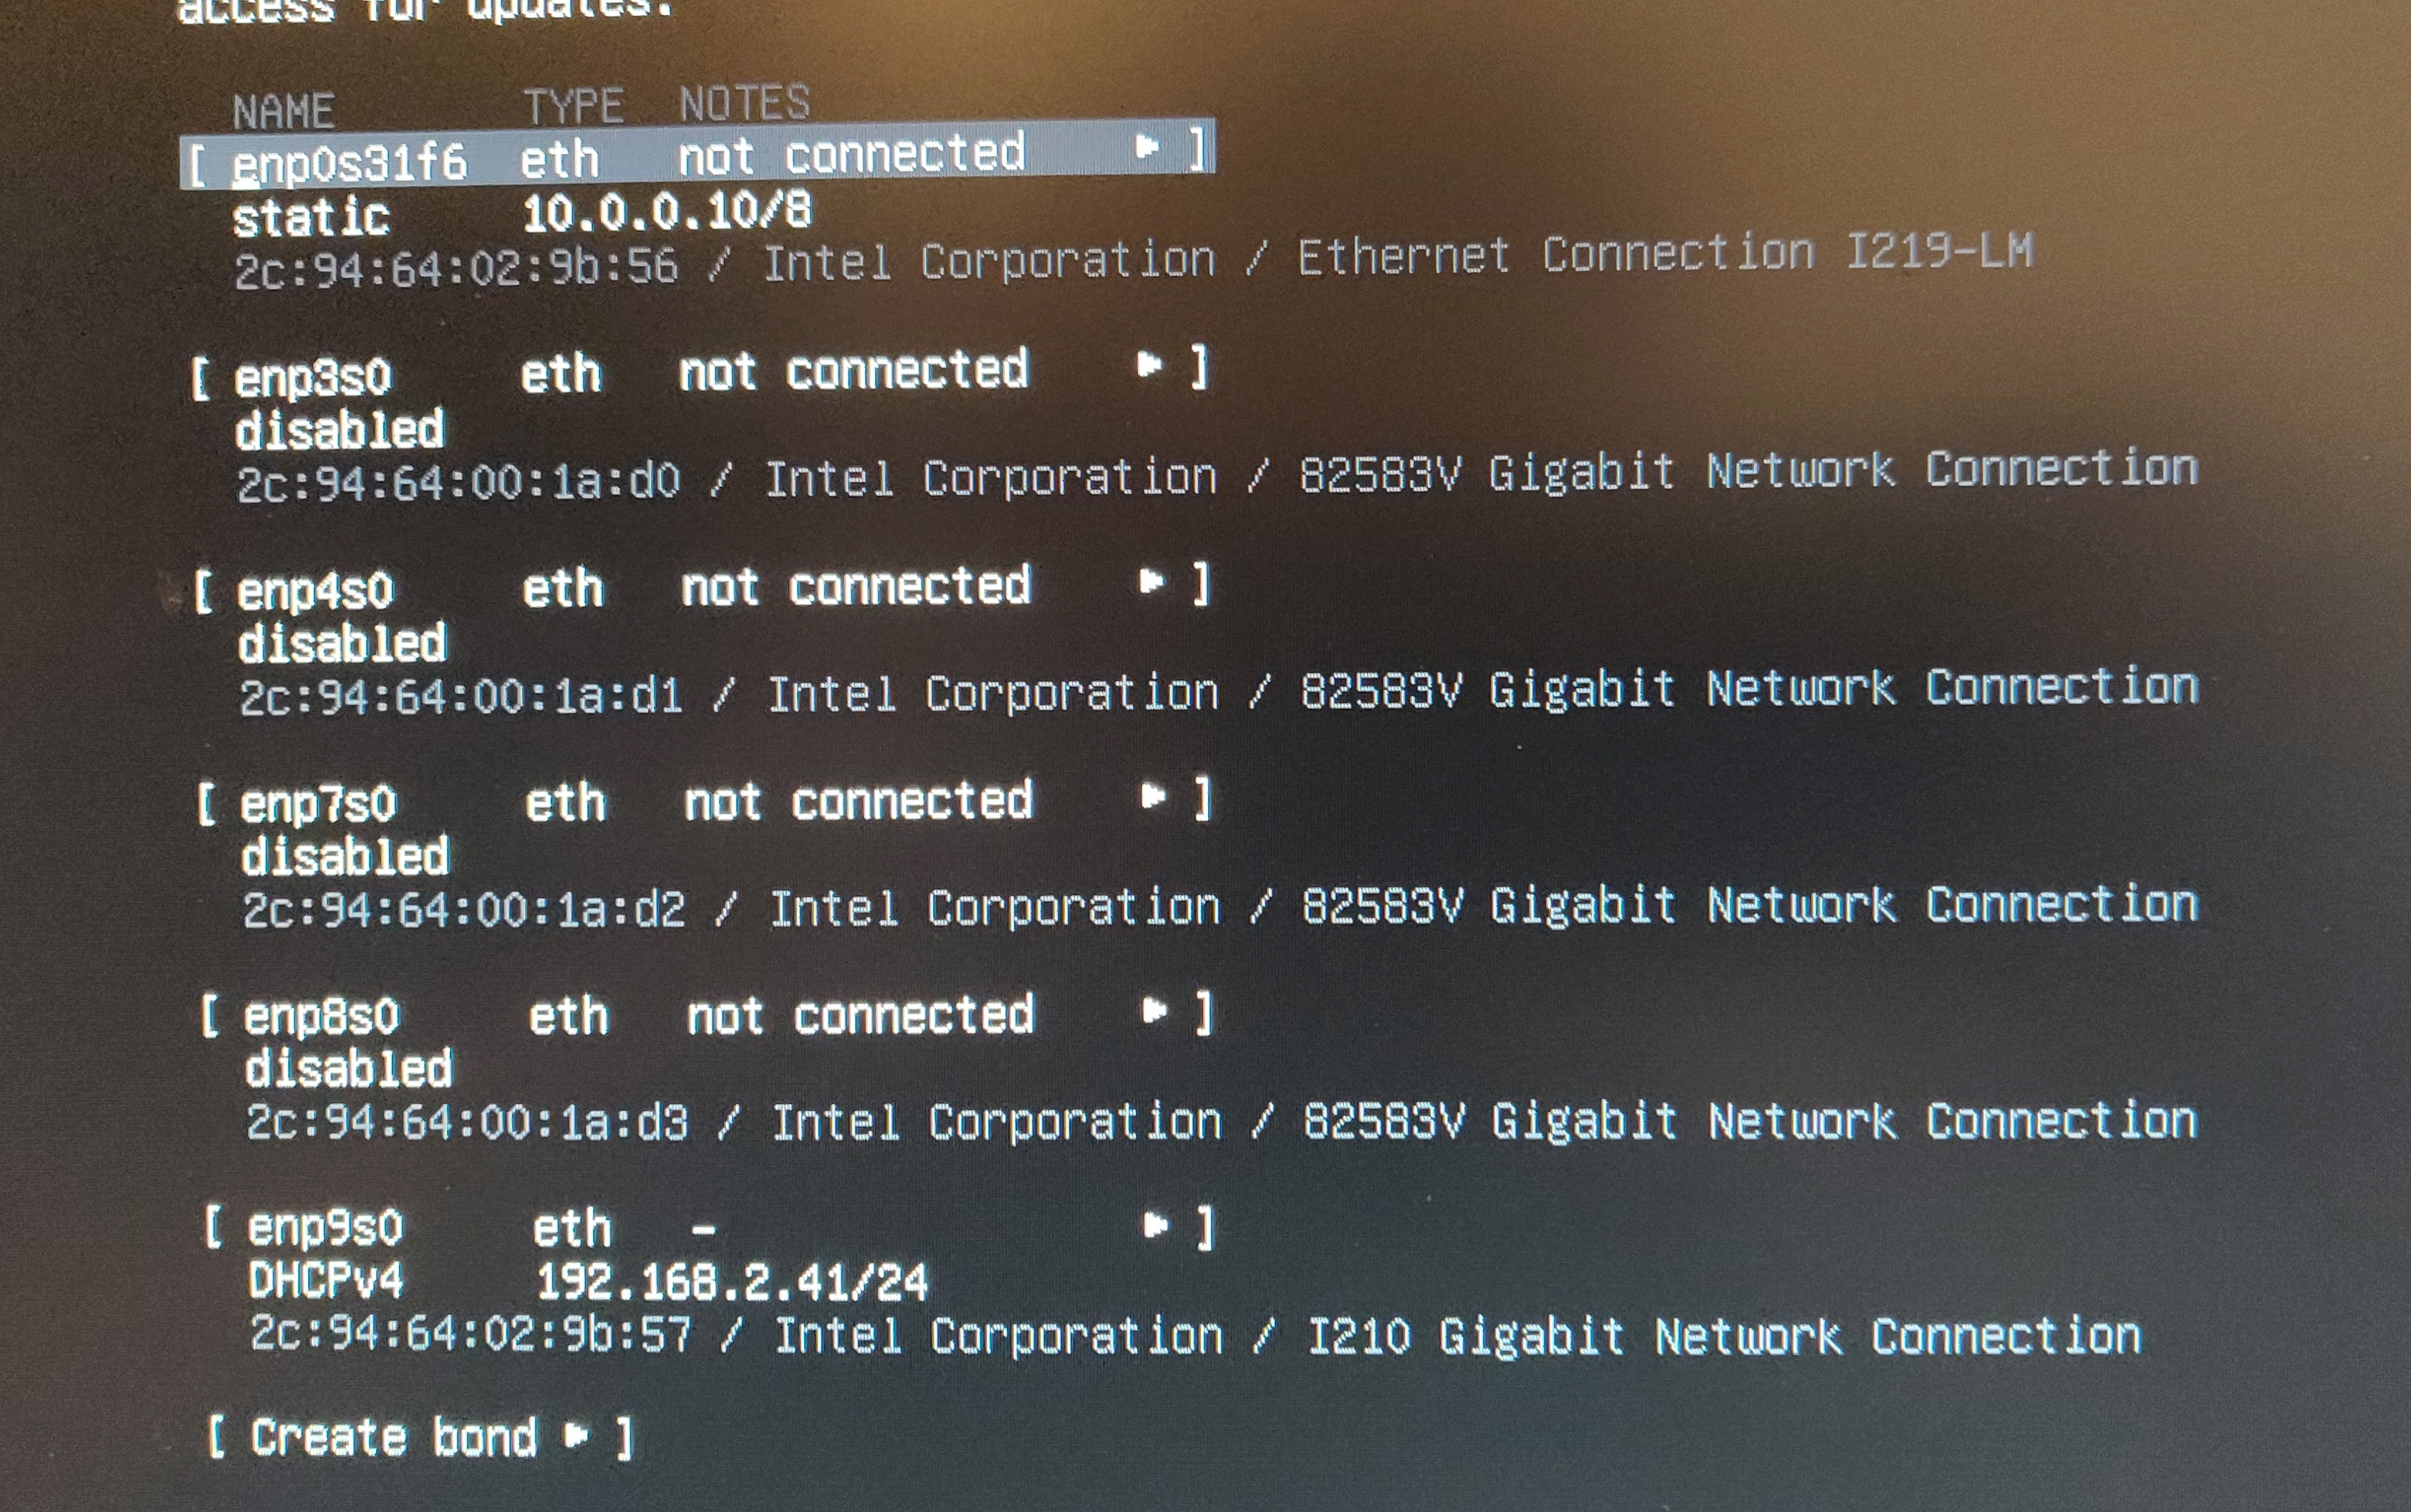 access for updates.
NAME TYPE NOTES
[ enp0s31f6 eth not connected ▸ ]
static 10.0.0.10/8
2c:94:64:02:9b:56 / Intel Corporation / Ethernet Connection I219-LM
[ enp3s0 eth not connected ▸ ]
disabled
2c:94:64:00:1a:d0 / Intel Corporation / 82583V Gigabit Network Connection
[ enp4s0 eth not connected ▸ ]
disabled
2c:94:64:00:1a:d1 / Intel Corporation / 82583V Gigabit Network Connection
[ enp7s0 eth not connected ▸ ]
disabled
2c:94:64:00:1a:d2 / Intel Corporation / 82583V Gigabit Network Connection
[ enp8s0 eth not connected ▸ ]
disabled
2c:94:64:00:1a:d3 / Intel Corporation / 82583V Gigabit Network Connection
[ enp9s0 eth - ▸ ]
DHCPv4 192.168.2.41/24
2c:94:64:02:9b:57 / Intel Corporation / I210 Gigabit Network Connection
[ Create bond ▸ ]